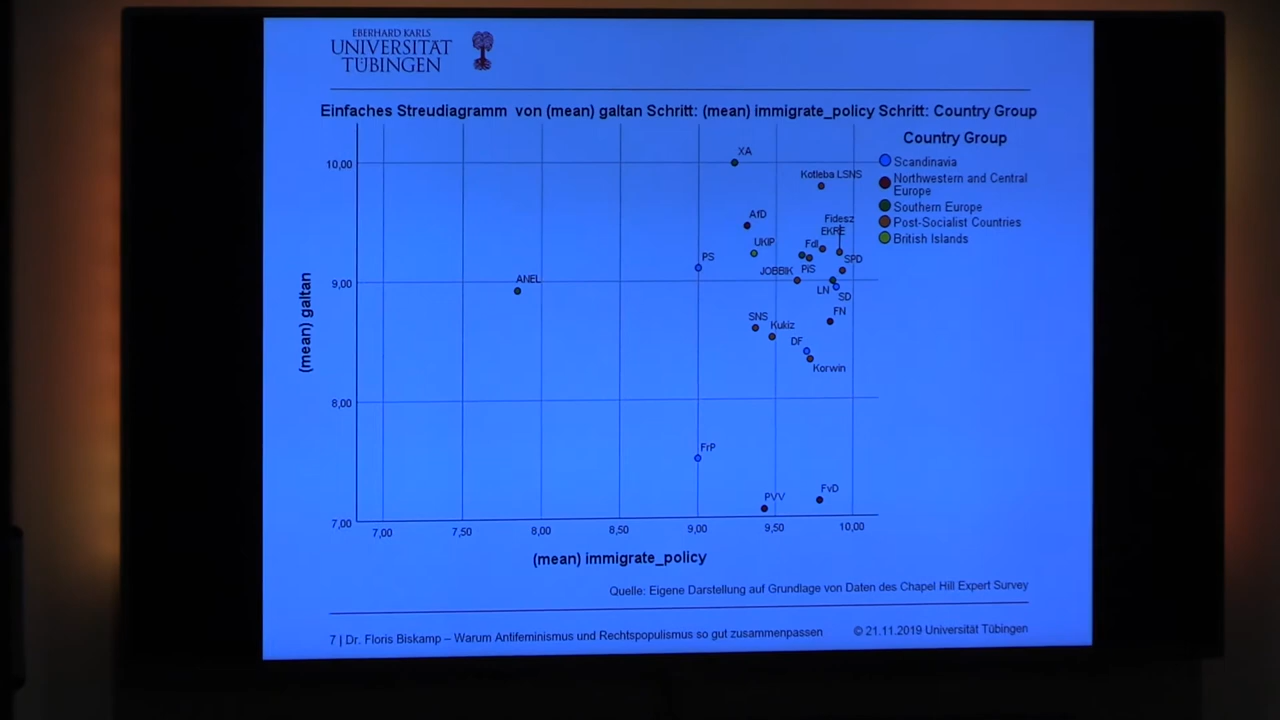 EBERHARD KARLS
UNIVERSITÄT
TÜBINGEN
Einfaches Streudiagramm von (mean) galtan Schritt: (mean) immigrate_policy Schritt: Country Group
Country Group
Scandinavia
Northwestern and Central
Europe
Southern Europe
Post-Socialist Countries
British Islands
(mean) galtan
10,00
9,00
8,00
7,00
XA
Kotleba LSNS
AfD
Fidesz
EKRE
UKIP
FdI
PS
SPD
JOBBIK
PiS
ANEL
LN
SD
FN
SNS
Kukiz
DF
Korwin
FrP
PVV
FvD
7,00
7,50
8,00
8,50
9,00
9,50
10,00
(mean) immigrate_policy
Quelle: Eigene Darstellung auf Grundlage von Daten des Chapel Hill Expert Survey
7 | Dr. Floris Biskamp – Warum Antifeminismus und Rechtspopulismus so gut zusammenpassen
© 21.11.2019 Universität Tübingen